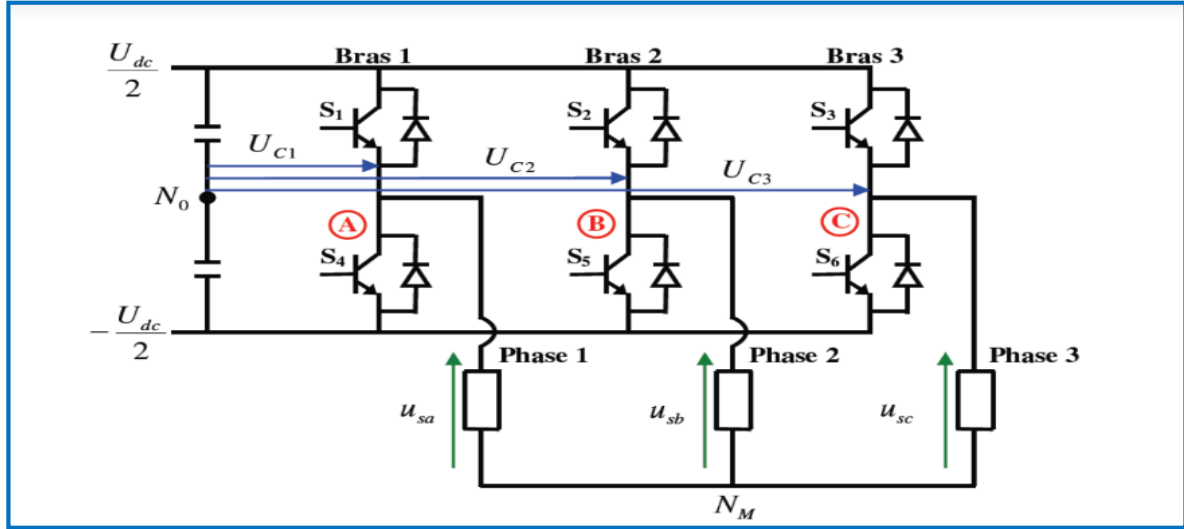 U_dc/2
Bras 1
Bras 2
Bras 3
S₁
S₂
S₃
U_C1
U_C2
U_C3
N₀
A
B
C
S₄
S₅
S₆
-U_dc/2
Phase 1
Phase 2
Phase 3
u_sa
u_sb
u_sc
N_M